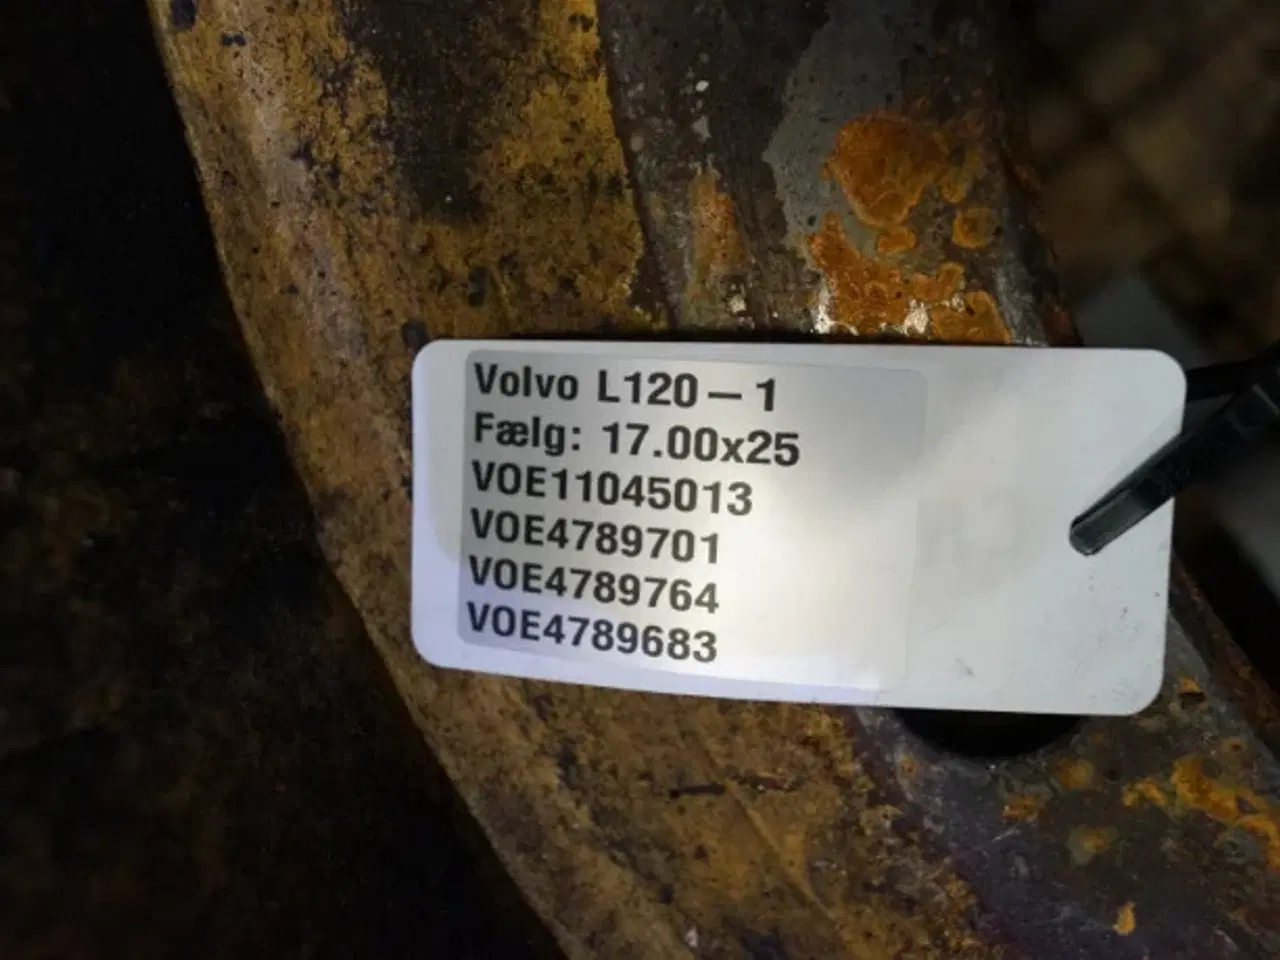 Volvo L120 – 1
Fælg: 17.00x25
VOE11045013
VOE4789701
VOE4789764
VOE4789683